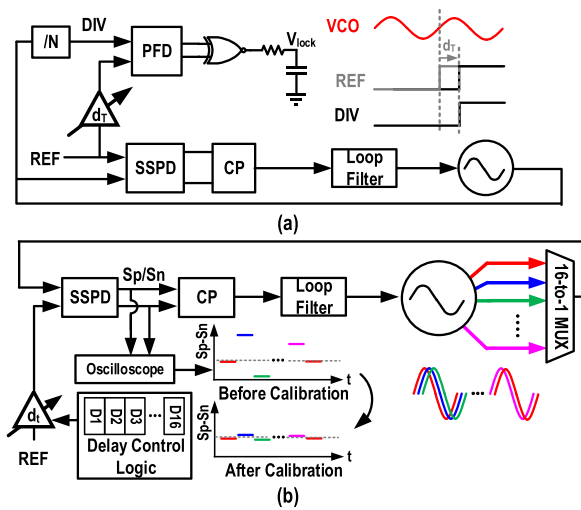 /N
DIV
PFD
Vlock
dT
REF
SSPD
CP
Loop Filter
VCO
dT
REF
DIV
(a)
Sp/Sn
SSPD
CP
Loop Filter
16-to-1 MUX
Oscilloscope
Sp-Sn
t
Before Calibration
dt
REF
D1 D2 D3 ··· D16
Delay Control
Logic
Sp-Sn
t
After Calibration
(b)